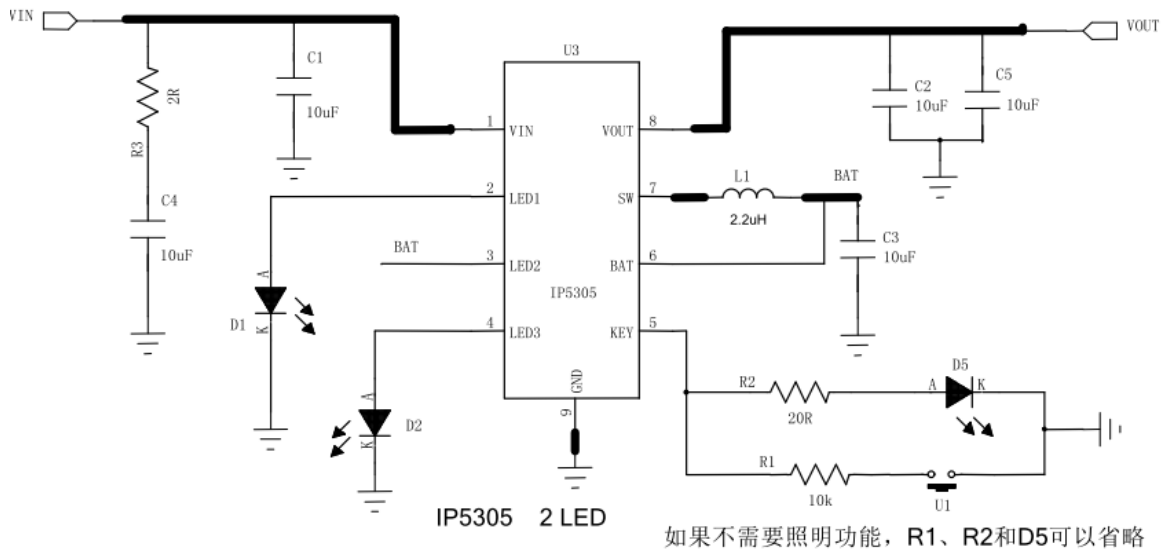 VIN
VOUT
U3
C1
10uF
2R
R3
C4
10uF
C2
10uF
C5
10uF
1
VIN
VOUT
8
2
LED1
SW
7
L1
2.2uH
BAT
BAT
3
LED2
BAT
6
C3
10uF
IP5305
A
D1
K
4
LED3
KEY
5
A
D2
K
GND
9
R2
20R
A
D5
K
R1
10k
U1
IP5305 2 LED
如果不需要照明功能，R1、R2和D5可以省略